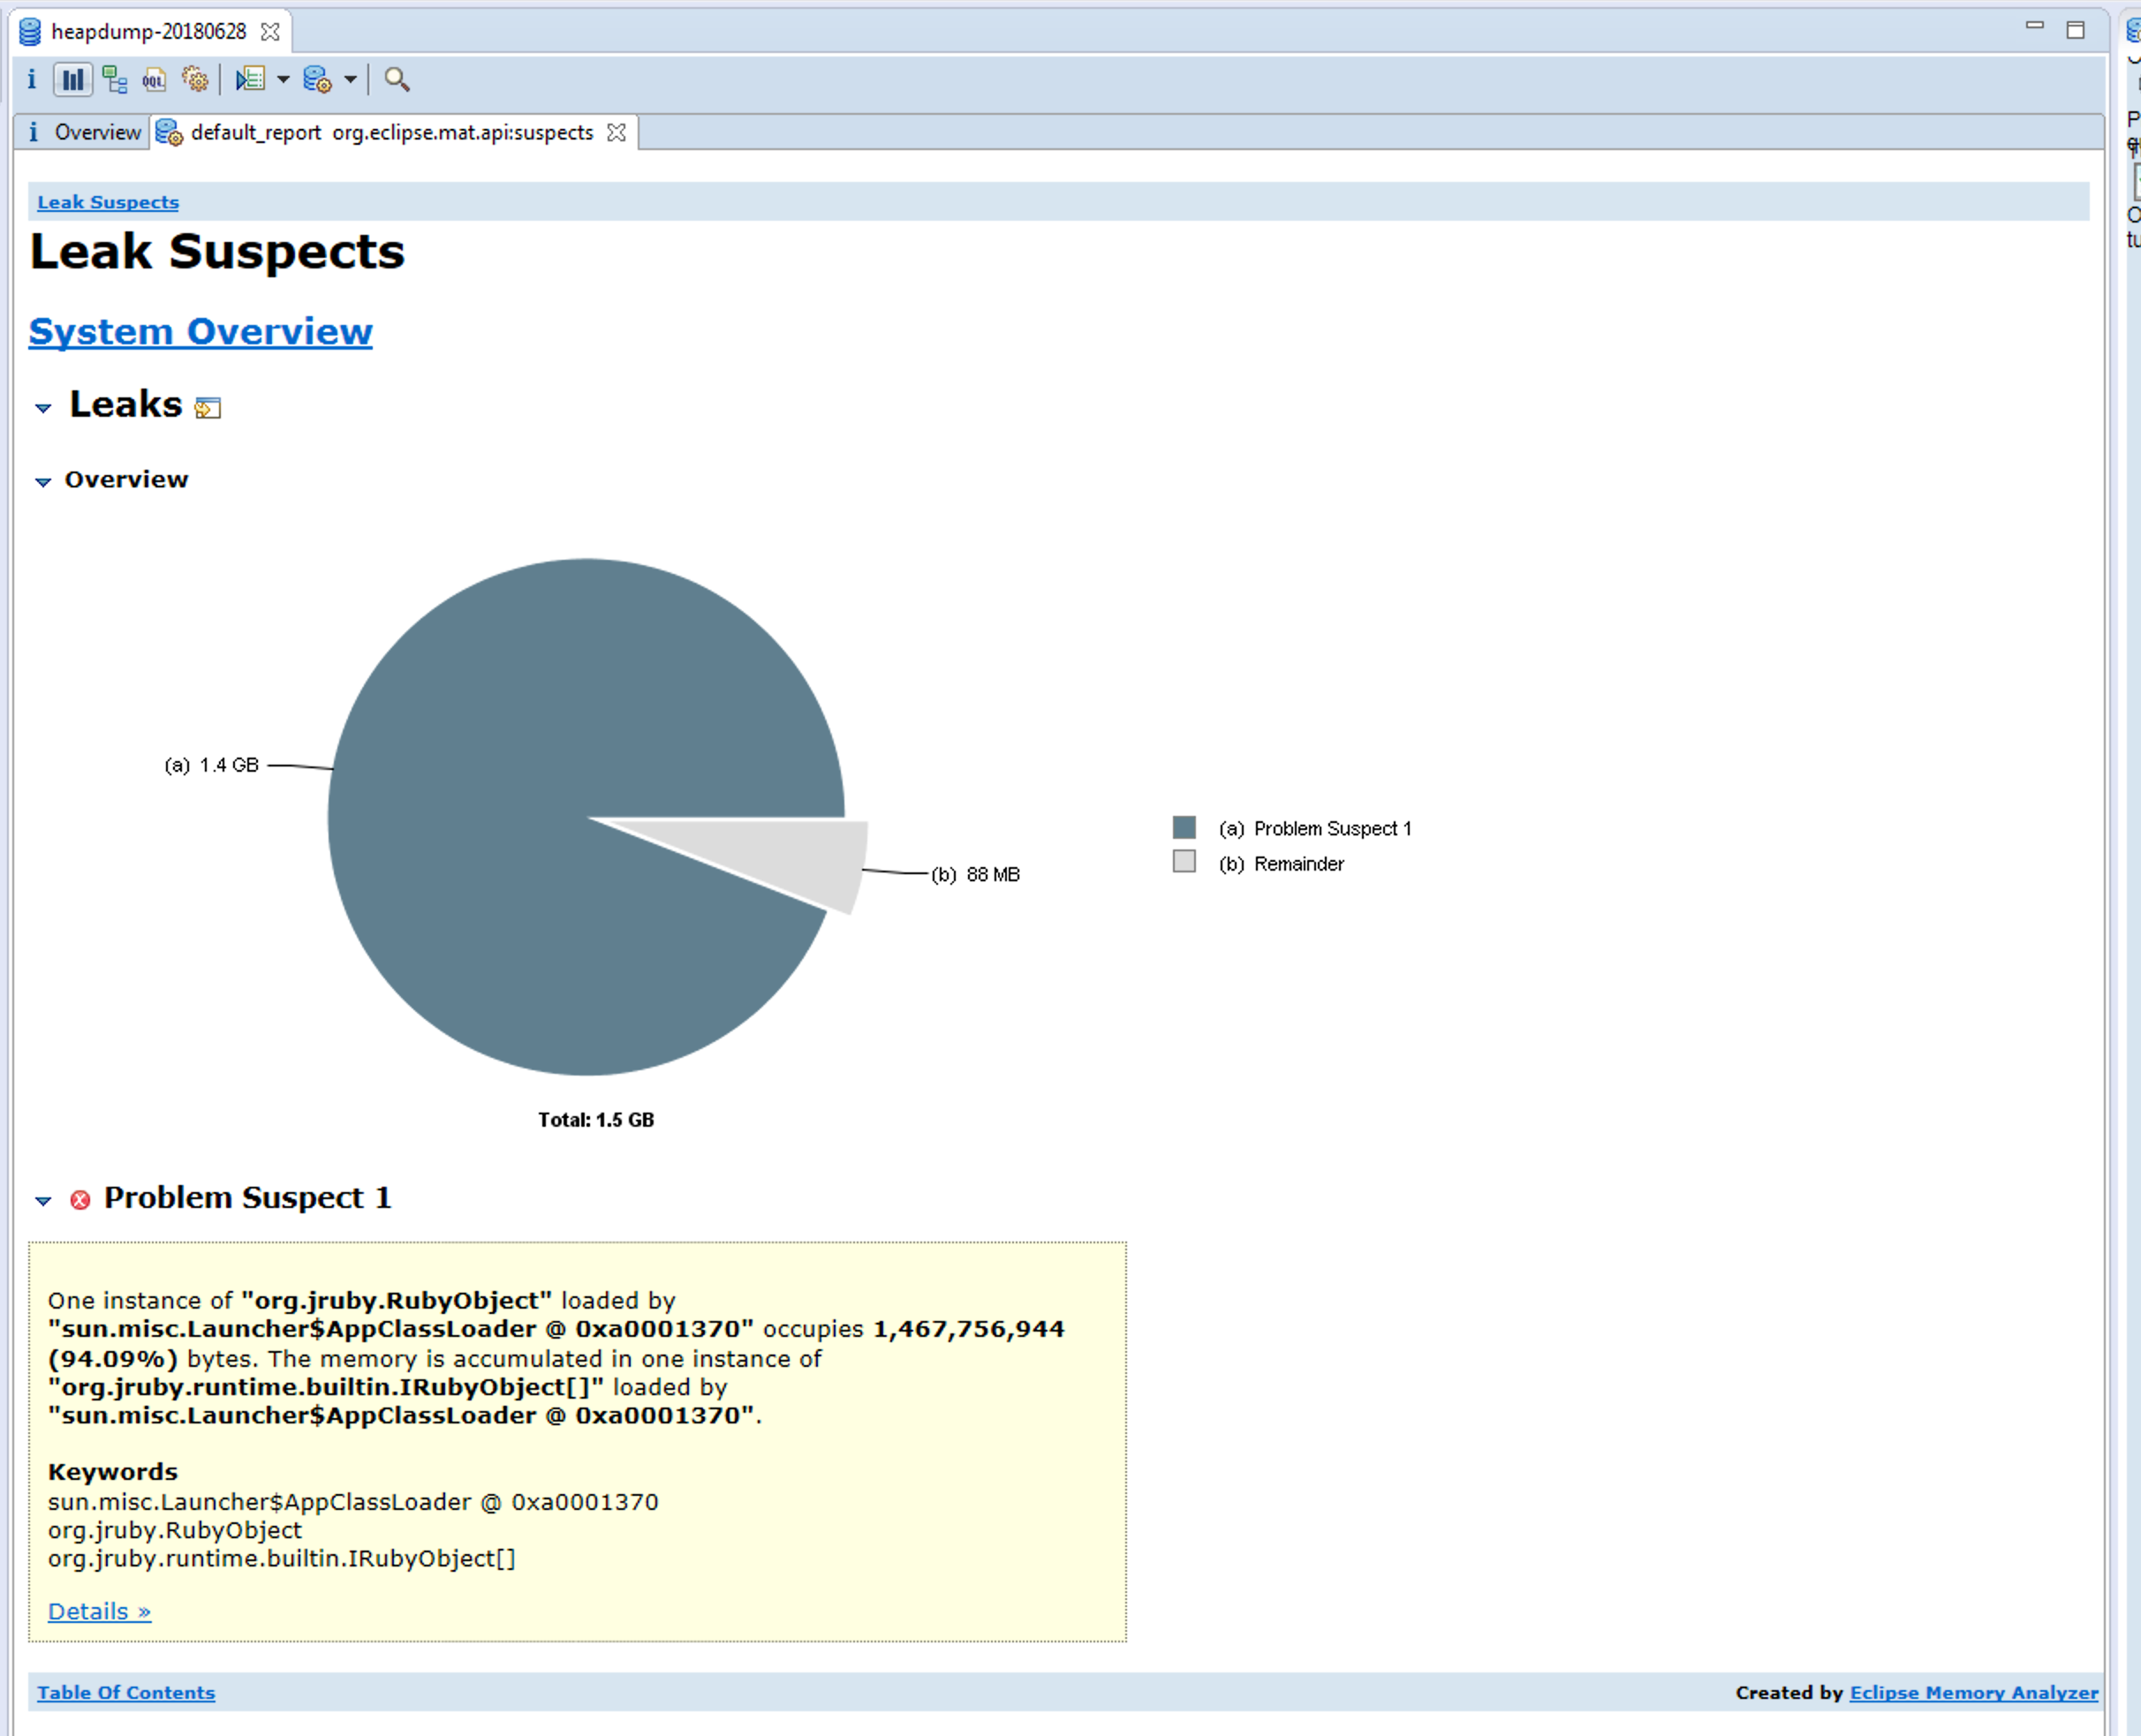 heapdump-20180628
i OQL
i Overview default_report org.eclipse.mat.api:suspects
Leak Suspects
Leak Suspects
System Overview
Leaks
Overview
(a) 1.4 GB
(b) 88 MB
(a) Problem Suspect 1
(b) Remainder
Total: 1.5 GB
Problem Suspect 1
One instance of "org.jruby.RubyObject" loaded by
"sun.misc.Launcher$AppClassLoader @ 0xa0001370" occupies 1,467,756,944
(94.09%) bytes. The memory is accumulated in one instance of
"org.jruby.runtime.builtin.IRubyObject[]" loaded by
"sun.misc.Launcher$AppClassLoader @ 0xa0001370".
Keywords
sun.misc.Launcher$AppClassLoader @ 0xa0001370
org.jruby.RubyObject
org.jruby.runtime.builtin.IRubyObject[]
Details »
Table Of Contents
Created by Eclipse Memory Analyzer